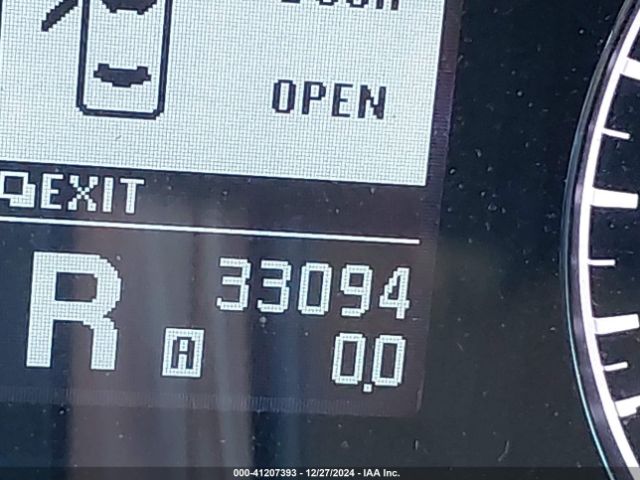 OPEN
EXIT
R 33094
A 0.0
000-41207393 - 12/27/2024 - IAA Inc.